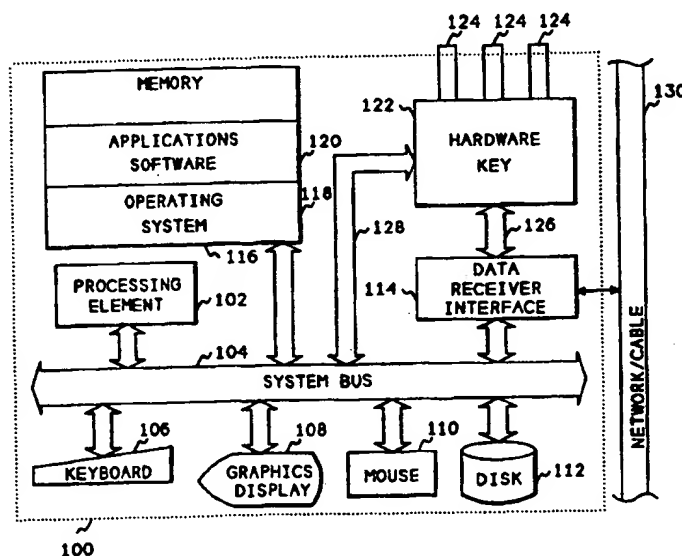 124 124 124
130
MEMORY
122
HARDWARE
KEY
APPLICATIONS
SOFTWARE
120
OPERATING
SYSTEM
118
116
128
126
PROCESSING
ELEMENT
102
114
DATA
RECEIVER
INTERFACE
104
SYSTEM BUS
NETWORK/CABLE
106
KEYBOARD
108
GRAPHICS
DISPLAY
110
MOUSE
DISK
112
100